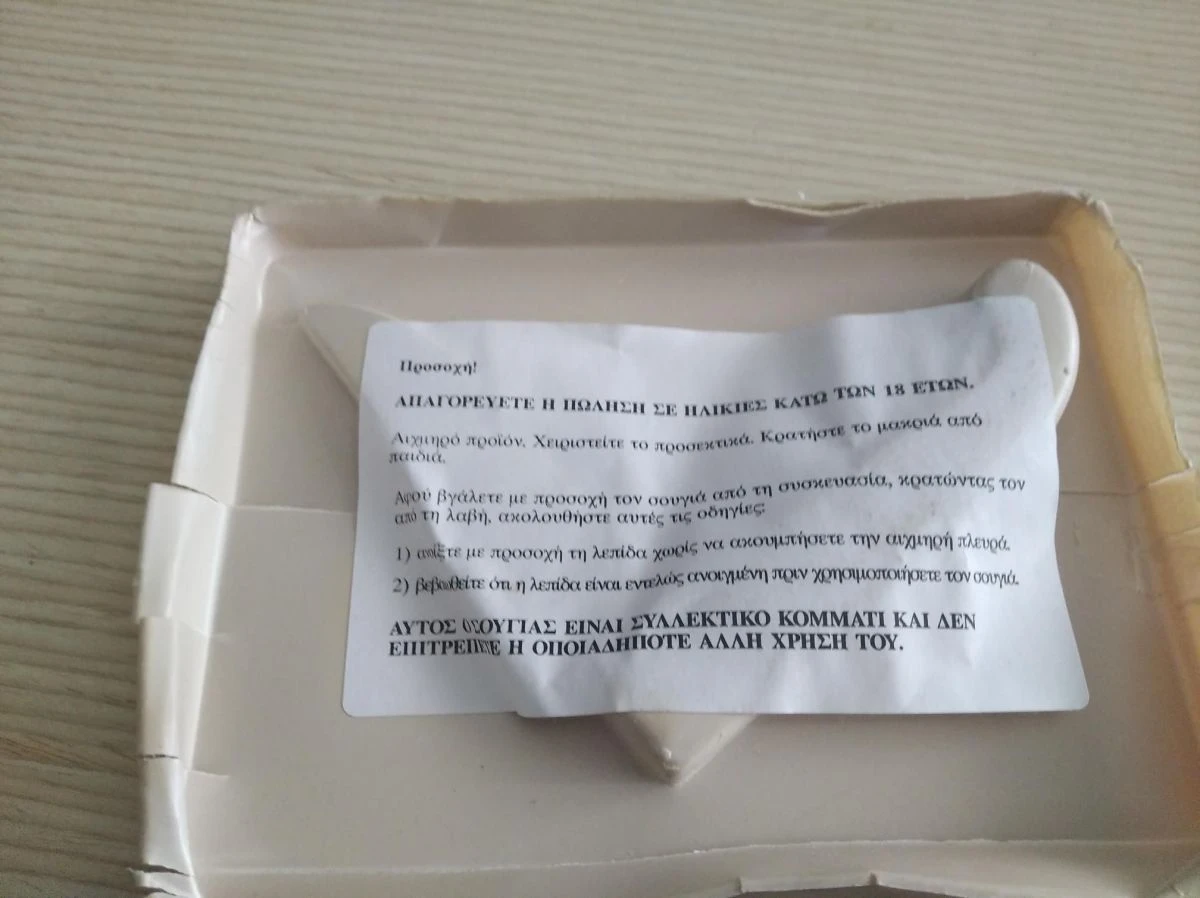 Προσοχή!
ΑΠΑΓΟΡΕΥΕΤΕ Η ΠΩΛΗΣΗ ΣΕ ΗΛΙΚΙΕΣ ΚΑΤΩ ΤΩΝ 18 ΕΤΩΝ.
Αιχμηρό προϊόν. Χειριστείτε το προσεκτικά. Κρατήστε το μακριά από
παιδιά.
Αφού βγάλετε με προσοχή τον σουγιά από τη συσκευασία, κρατώντας τον
από τη λαβή, ακολουθήστε αυτές τις οδηγίες:
1) ανοίξτε με προσοχή τη λεπίδα χωρίς να ακουμπήσετε την αιχμηρή πλευρά.
2) βεβαιωθείτε ότι η λεπίδα είναι εντελώς ανοιγμένη πριν χρησιμοποιήσετε τον σουγιά.
ΑΥΤΟΣ Ο ΣΟΥΓΙΑΣ ΕΙΝΑΙ ΣΥΛΛΕΚΤΙΚΟ ΚΟΜΜΑΤΙ ΚΑΙ ΔΕΝ
ΕΠΙΤΡΕΠΕΤΕ Η ΟΠΟΙΑΔΗΠΟΤΕ ΑΛΛΗ ΧΡΗΣΗ ΤΟΥ.